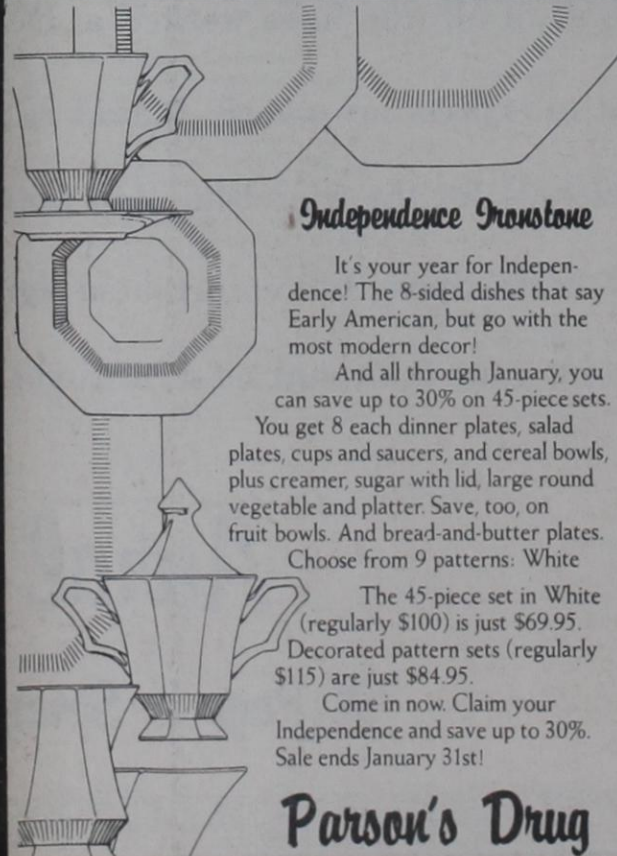 Independence Ironstone
It's your year for Indepen-
dence! The 8-sided dishes that say
Early American, but go with the
most modern decor!
And all through January, you
can save up to 30% on 45-piece sets.
You get 8 each dinner plates, salad
plates, cups and saucers, and cereal bowls,
plus creamer, sugar with lid, large round
vegetable and platter. Save, too, on
fruit bowls. And bread-and-butter plates.
Choose from 9 patterns: White
The 45-piece set in White
(regularly $100) is just $69.95.
Decorated pattern sets (regularly
$115) are just $84.95.
Come in now. Claim your
Independence and save up to 30%.
Sale ends January 31st!
Parson's Drug